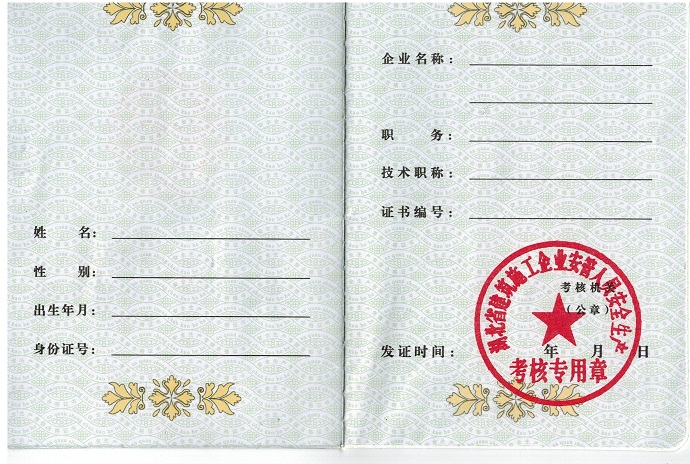 姓 名:
性 别:
出生年月:
身份证号:
企业名称:
职 务:
技术职称:
证书编号:
考核机关
(公章)
发证时间: 年 月 日
湖北省建筑施工企业安管人员安全生产
考核专用章